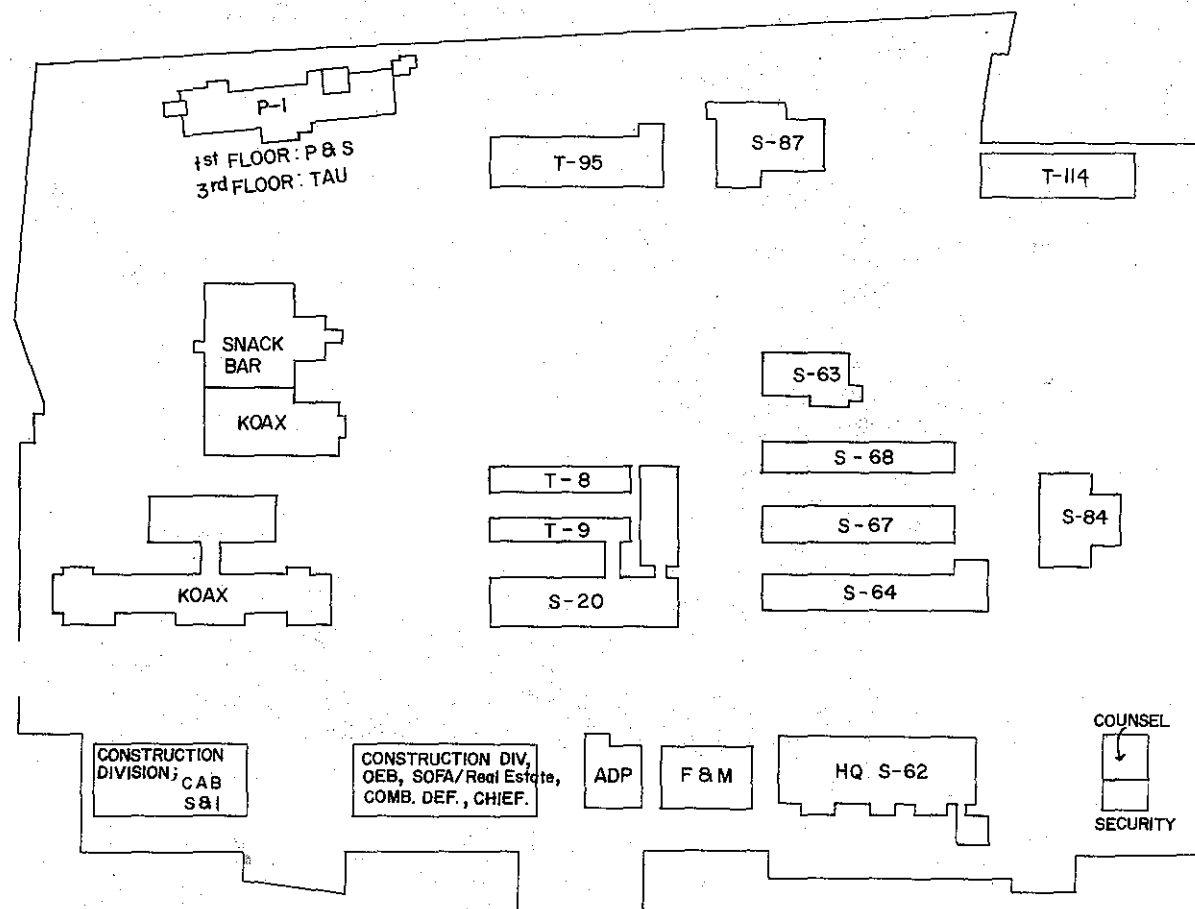 P-1
1st FLOOR: P & S
3rd FLOOR: TAU
T-95
S-87
T-114
SNACK
BAR
KOAX
S-63
S-68
T-8
T-9
S-67
S-84
KOAX
S-20
S-64
CONSTRUCTION
DIVISION;
CAB
S&I
CONSTRUCTION DIV,
OEB, SOFA/Real Estate,
COMB. DEF., CHIEF.
ADP
F & M
HQ S-62
COUNSEL
SECURITY